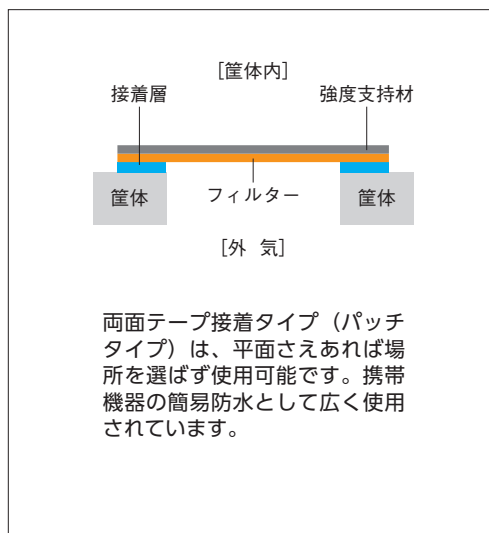 [筐体内]
接着層 強度支持材
筐体 フィルター 筐体
[外 気]
両面テープ接着タイプ（パッチ
タイプ）は、平面さえあれば場
所を選ばず使用可能です。携帯
機器の簡易防水として広く使用
されています。